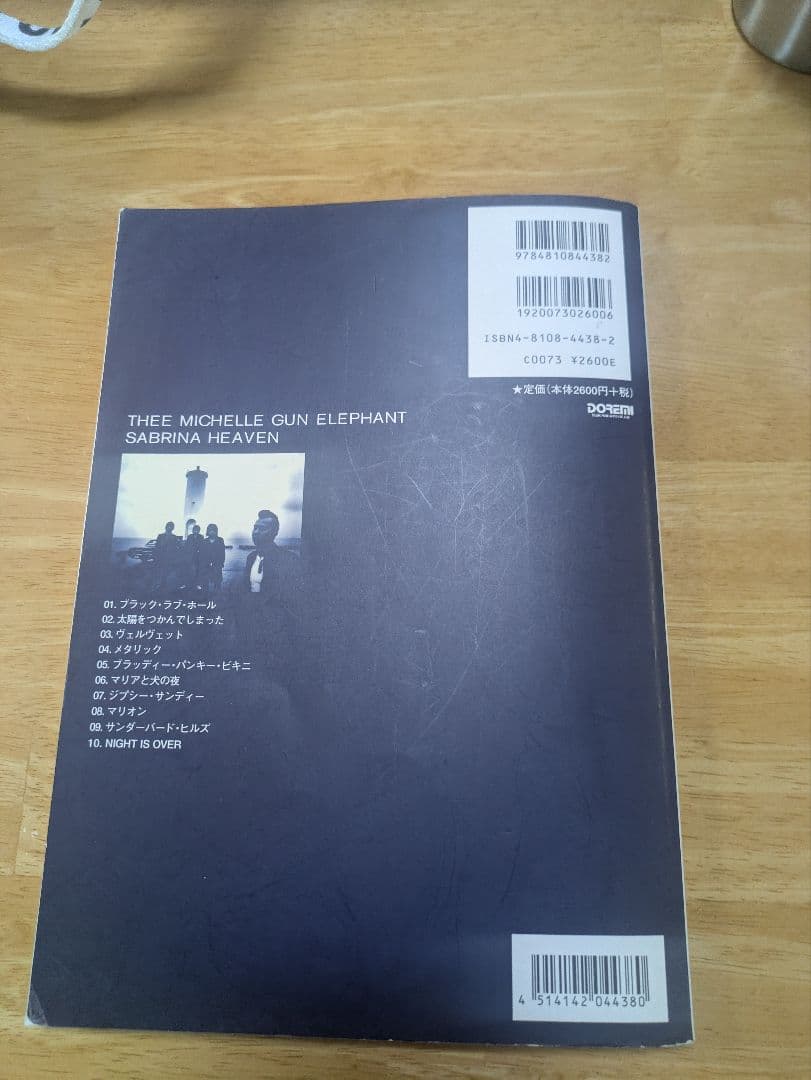 9784810844382
1920073026006
ISBN4-8108-4438-2
C0073 ¥2600E
★定価(本体2600円+税)
DOREMI
THEE MICHELLE GUN ELEPHANT
SABRINA HEAVEN
01. ブラック・ラブ・ホール
02. 太陽をつかんでしまった
03. ヴェルヴェット
04. メタリック
05. ブラッディー・パンキー・ビキニ
06. マリアと犬の夜
07. ジプシー・サンディー
08. マリオン
09. サンダーバード・ヒルズ
10. NIGHT IS OVER
4 514142 044380